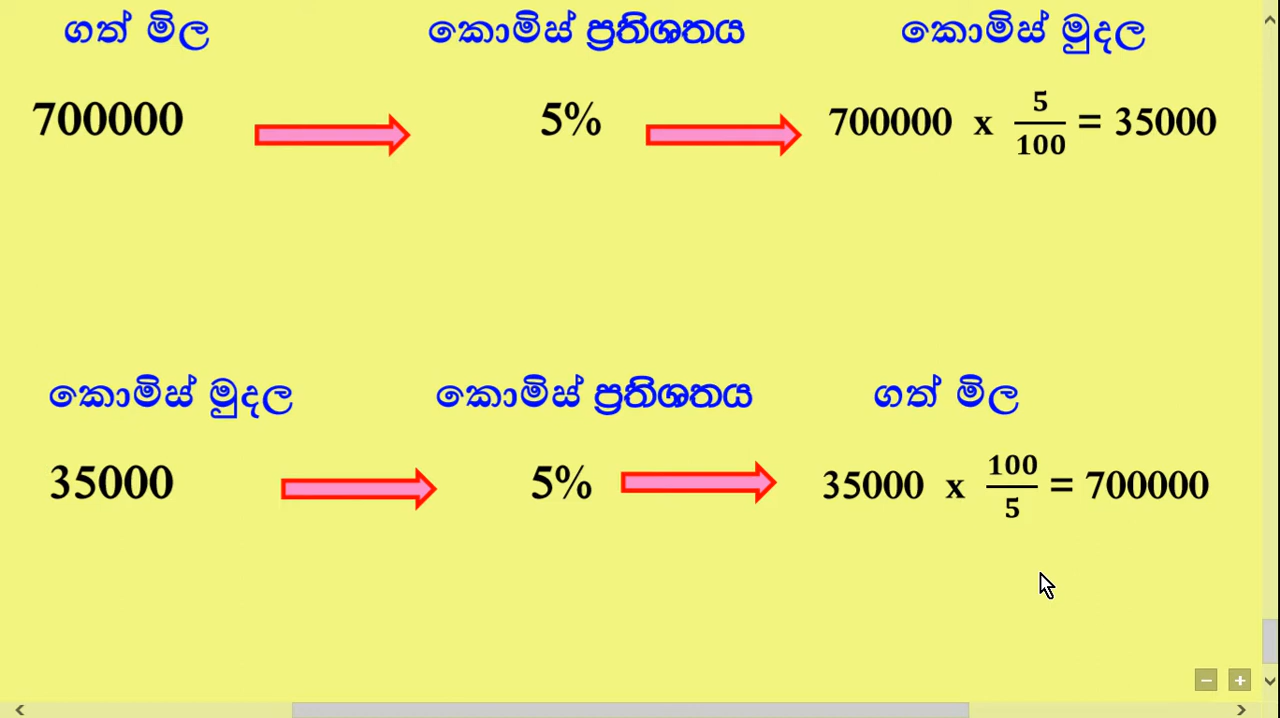 ගත් මිල කොමිස් ප්‍රතිශතය කොමිස් මුදල
700000 5% 700000 x 5/100 = 35000
කොමිස් මුදල කොමිස් ප්‍රතිශතය ගත් මිල
35000 5% 35000 x 100/5 = 700000